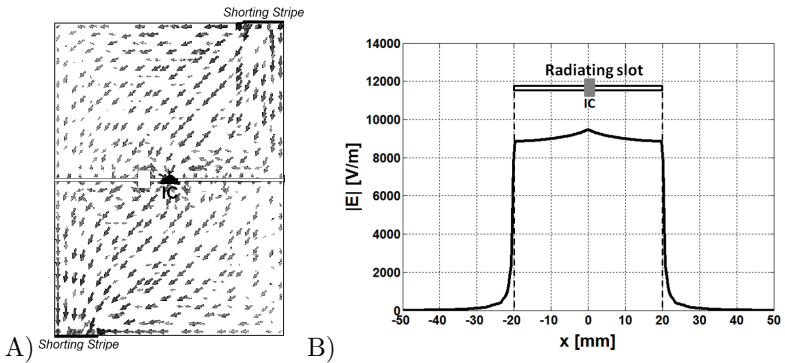 Shorting Stripe
IC
Shorting Stripe
A)
14000
12000
10000
8000
6000
4000
2000
0
|E| [V/m]
Radiating slot
IC
-50 -40 -30 -20 -10 0 10 20 30 40 50
x [mm]
B)